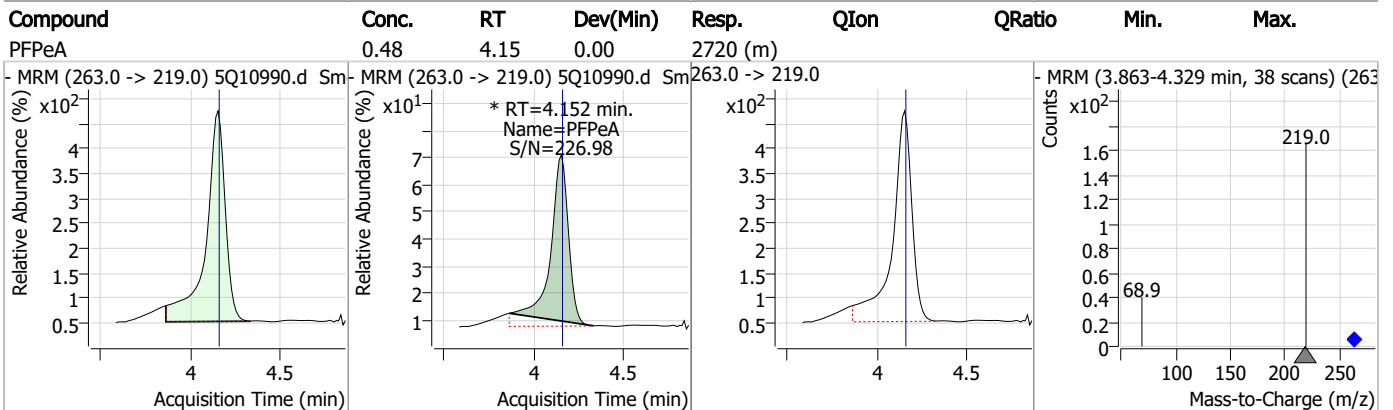 Compound Conc. RT Dev(Min) Resp. QIon QRatio Min. Max.
PFPeA 0.48 4.15 0.00 2720 (m)
- MRM (263.0 -> 219.0) 5Q10990.d Sm
Relative Abundance (%)
x10²
4
3.5
3
2.5
2
1.5
1
0.5
4 4.5
Acquisition Time (min)
- MRM (263.0 -> 219.0) 5Q10990.d Sm
Relative Abundance (%)
x10¹
* RT=4.152 min.
Name=PFPeA
S/N=226.98
7
6
5
4
3
2
1
4 4.5
Acquisition Time (min)
263.0 -> 219.0
x10²
4
3.5
3
2.5
2
1.5
1
0.5
4 4.5
- MRM (3.863-4.329 min, 38 scans) (263
Counts
x10²
219.0
1.6
1.4
1.2
1
0.8
0.6
0.4
68.9
0.2
0
100 150 200 250
Mass-to-Charge (m/z)